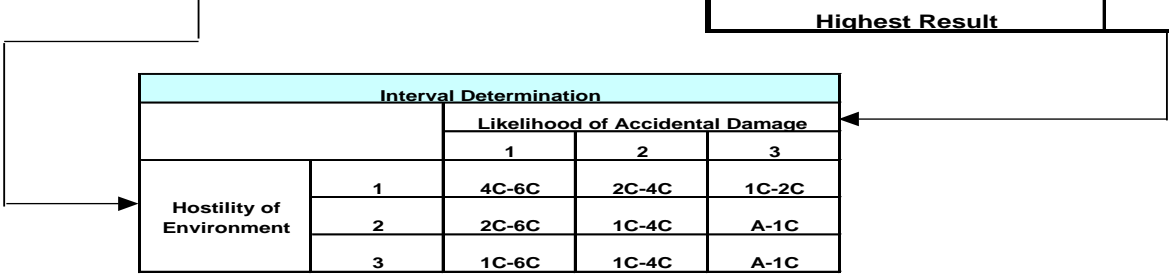 Highest Result
Interval Determination
Likelihood of Accidental Damage
1 2 3
Hostility of Environment
1 4C-6C 2C-4C 1C-2C
2 2C-6C 1C-4C A-1C
3 1C-6C 1C-4C A-1C